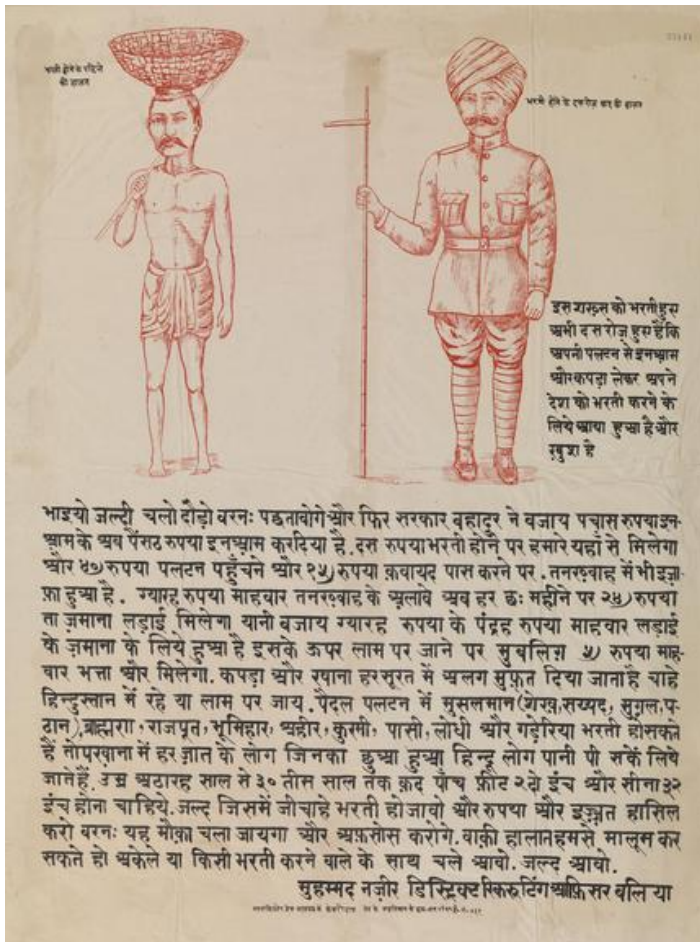 भरती होने के पहिले
की हालत
भरती होने के दस रोज़ बाद की हालत
इस शख़्स को भरती हुए
अभी दस रोज़ हुए हैं कि
अपनी पलटन से इनआम
और कपड़ा लेकर अपने
देश को भरती करने के
लिये आया हुआ है और
ख़ुश है
भाइयो जल्दी चलो दौड़ो वरनः पछतावोगे और फिर सरकार बहादुर ने बजाय पचास रुपया इन-
आम के अब पैंसठ रुपया इनआम करदिया है. दस रुपया भरती होने पर हमारे यहाँ से मिलेगा
और ४०) रुपया पलटन पहुँचने और १५) रुपया क़वायद पास करने पर. तनख़्वाह में भी इज़ा-
फ़ा हुआ है. ग्यारह रुपया माहवार तनख़्वाह के अलावे अब हर छः महीने पर २४) रुपया
ता ज़माना लड़ाई मिलेगा यानी बजाय ग्यारह रुपया के पंद्रह रुपया माहवार लड़ाई
के ज़माना के लिये हुआ है इसके ऊपर लाम पर जाने पर मुबलिग़ ५) रुपया माह-
वार भत्ता और मिलेगा. कपड़ा और खाना हरसूरत में अलग मुफ़्त दिया जाता है चाहे
हिन्दुस्तान में रहे या लाम पर जाय. पैदल पलटन में मुसलमान (शेख़, सय्यद, मुग़ल, प-
ठान), ब्राह्मण, राजपूत, भूमिहार, अहीर, कुरमी, पासी, लोधी और गड़ेरिया भरती होसकते
हैं तोपख़ाना में हर ज़ात के लोग जिनका छुआ हुआ हिन्दू लोग पानी पी सकें लिये
जाते हैं. उम्र अठारह साल से ३० तीस साल तक क़द पाँच फ़ीट २ दो इंच और सीना ३२
इंच होना चाहिये. जल्द जिसमें जी चाहे भरती हो जावो और रुपया और इज़्ज़त हासिल
करो वरनः यह मौक़ा चला जायगा और अफ़सोस करोगे. बाक़ी हालात हमसे मालूम कर
सकते हो अकेले या किसी भरती करने वाले के साथ चले आवो. जल्द आवो.
मुहम्मद नज़ीर डिस्ट्रिक्ट रिकरूटिंग आफ़िसर बलिया